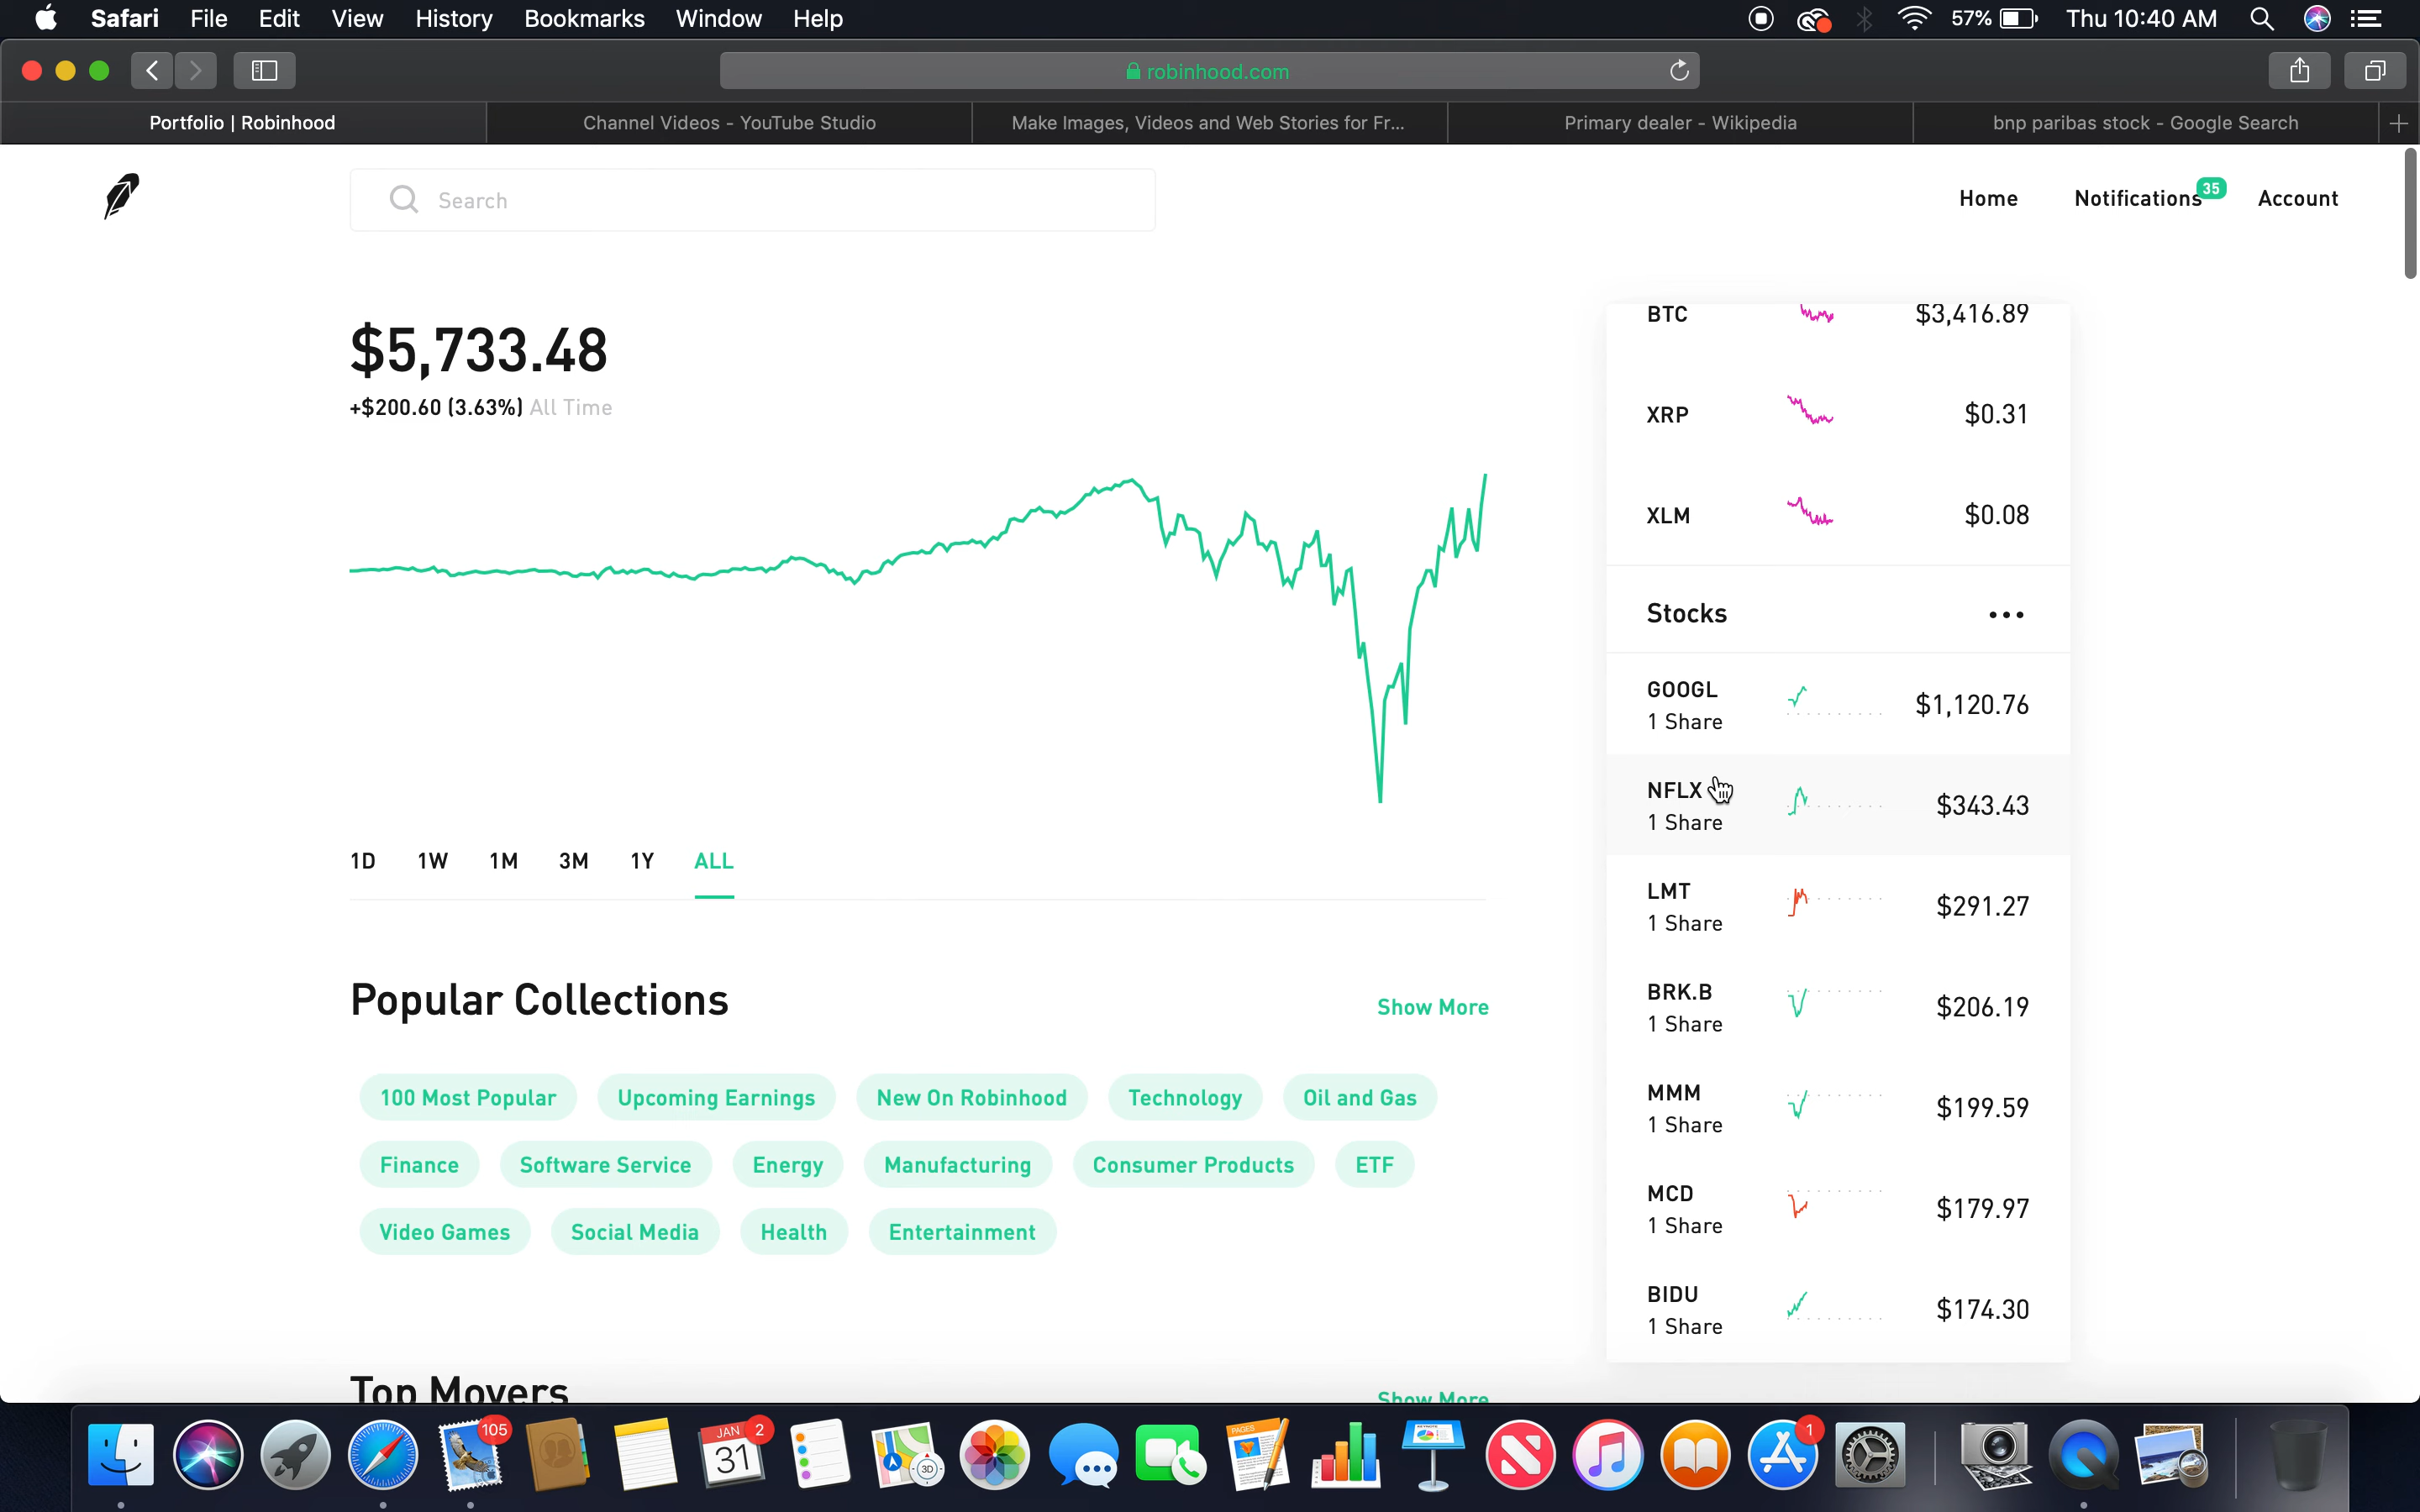 Safari File Edit View History Bookmarks Window Help 57% Thu 10:40 AM
robinhood.com
Portfolio | Robinhood Channel Videos - YouTube Studio Make Images, Videos and Web Stories for Fr... Primary dealer - Wikipedia bnp paribas stock - Google Search
Search
Home Notifications 35 Account
$5,733.48
+$200.60 (3.63%) All Time
1D 1W 1M 3M 1Y ALL
Popular Collections Show More
100 Most Popular Upcoming Earnings New On Robinhood Technology Oil and Gas
Finance Software Service Energy Manufacturing Consumer Products ETF
Video Games Social Media Health Entertainment
Top Movers Show More
BTC $3,416.89
XRP $0.31
XLM $0.08
Stocks
GOOGL $1,120.76
1 Share
NFLX $343.43
1 Share
LMT $291.27
1 Share
BRK.B $206.19
1 Share
MMM $199.59
1 Share
MCD $179.97
1 Share
BIDU $174.30
1 Share
105 JAN 31 2 3D PAGES 1